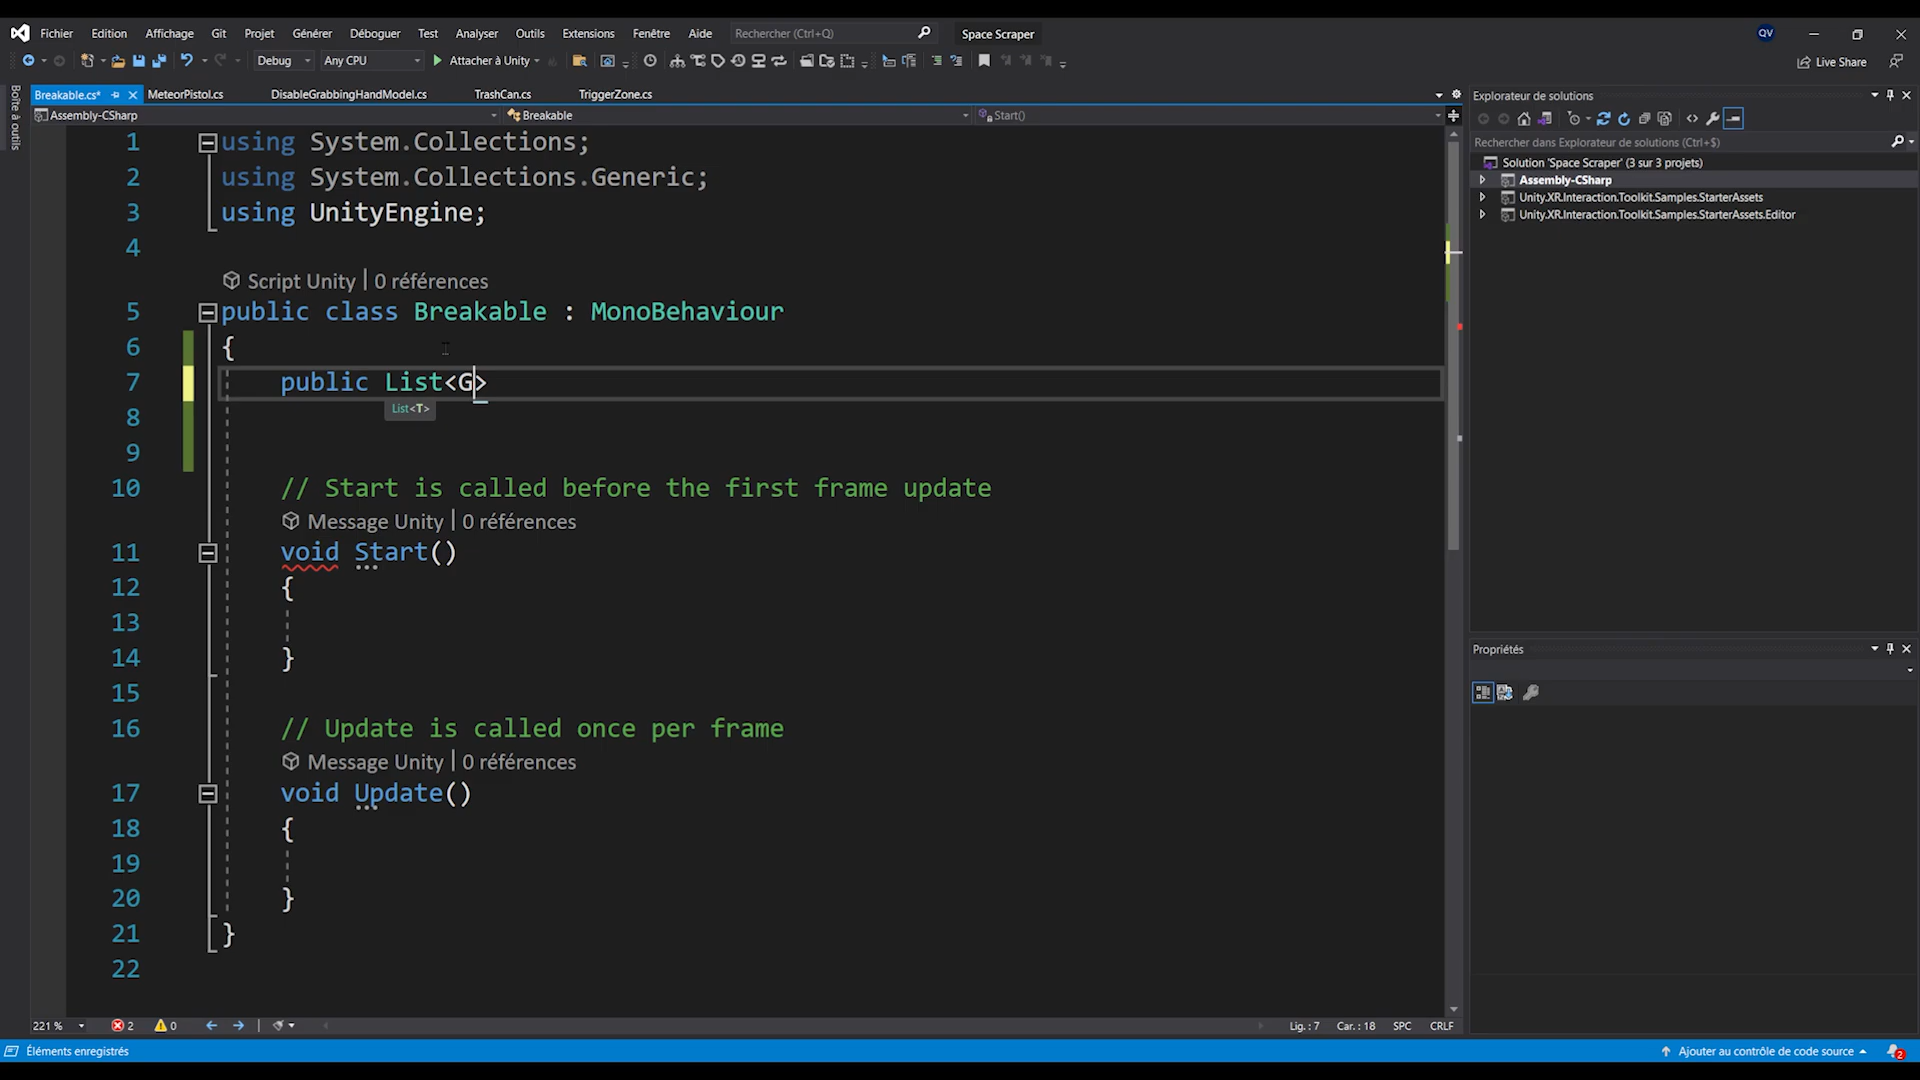 Fichier Edition Affichage Git Projet Générer Déboguer Test Analyser Outils Extensions Fenêtre Aide Rechercher (Ctrl+Q) Space Scraper QV
Debug Any CPU Attacher à Unity Live Share
Boîte à outils
Breakable.cs* MeteorPistol.cs DisableGrabbingHandModel.cs TrashCan.cs TriggerZone.cs
Assembly-CSharp Breakable Start()
1 using System.Collections;
2 using System.Collections.Generic;
3 using UnityEngine;
4
Script Unity | 0 références
5 public class Breakable : MonoBehaviour
6 {
7 public List<G>
List<T>
8
9
10 // Start is called before the first frame update
Message Unity | 0 références
11 void Start()
12 {
13
14 }
15
16 // Update is called once per frame
Message Unity | 0 références
17 void Update()
18 {
19
20 }
21 }
22
221 % 2 0 Lig. : 7 Car. : 18 SPC CRLF
Éléments enregistrés Ajouter au contrôle de code source 2
Explorateur de solutions
Rechercher dans Explorateur de solutions (Ctrl+$)
Solution 'Space Scraper' (3 sur 3 projets)
Assembly-CSharp
Unity.XR.Interaction.Toolkit.Samples.StarterAssets
Unity.XR.Interaction.Toolkit.Samples.StarterAssets.Editor
Propriétés